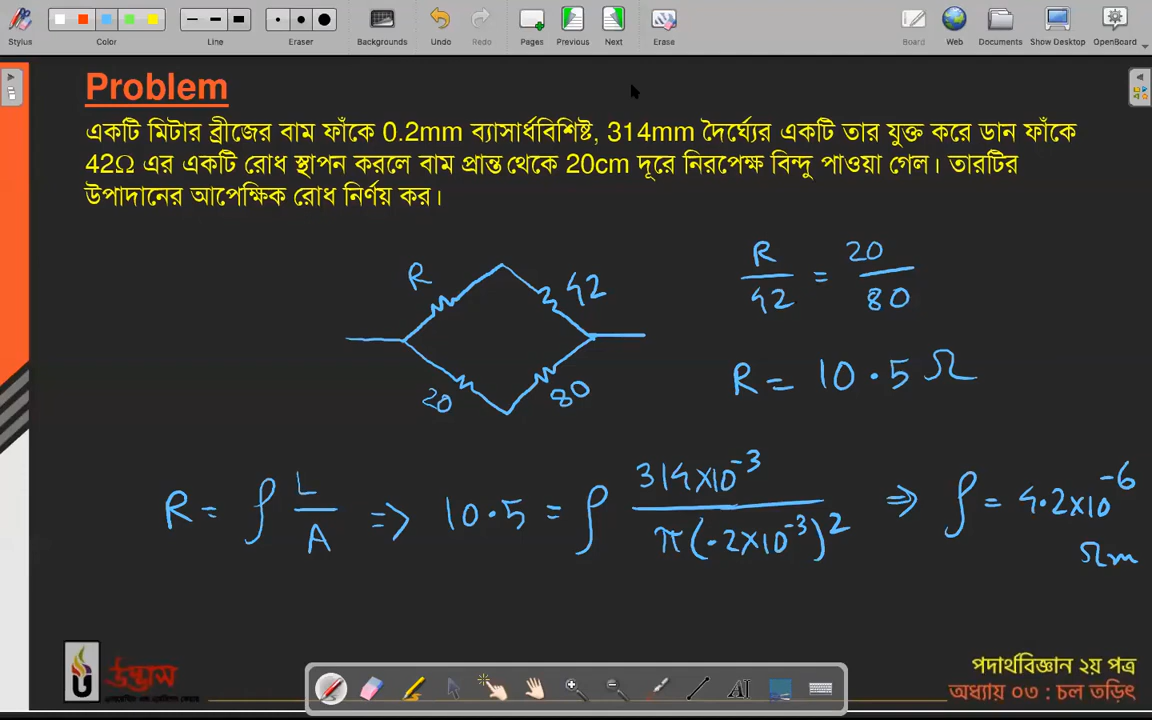 Stylus Color Line Eraser Backgrounds Undo Redo Pages Previous Next Erase Board Web Documents Show Desktop OpenBoard
Problem
একটি মিটার ব্রীজের বাম ফাঁকে 0.2mm ব্যাসার্ধবিশিষ্ট, 314mm দৈর্ঘ্যের একটি তার যুক্ত করে ডান ফাঁকে
42Ω এর একটি রোধ স্থাপন করলে বাম প্রান্ত থেকে 20cm দূরে নিরপেক্ষ বিন্দু পাওয়া গেল। তারটির
উপাদানের আপেক্ষিক রোধ নির্ণয় কর।
R 42
20 80
R/42 = 20/80
R = 10.5 Ω
R = ρ L/A => 10.5 = ρ 314×10⁻³/π(.2×10⁻³)² => ρ = 4.2×10⁻⁶
Ωm
উদ্ভাস
পদার্থবিজ্ঞান ২য় পত্র
অধ্যায় ০৩ : চল তড়িৎ